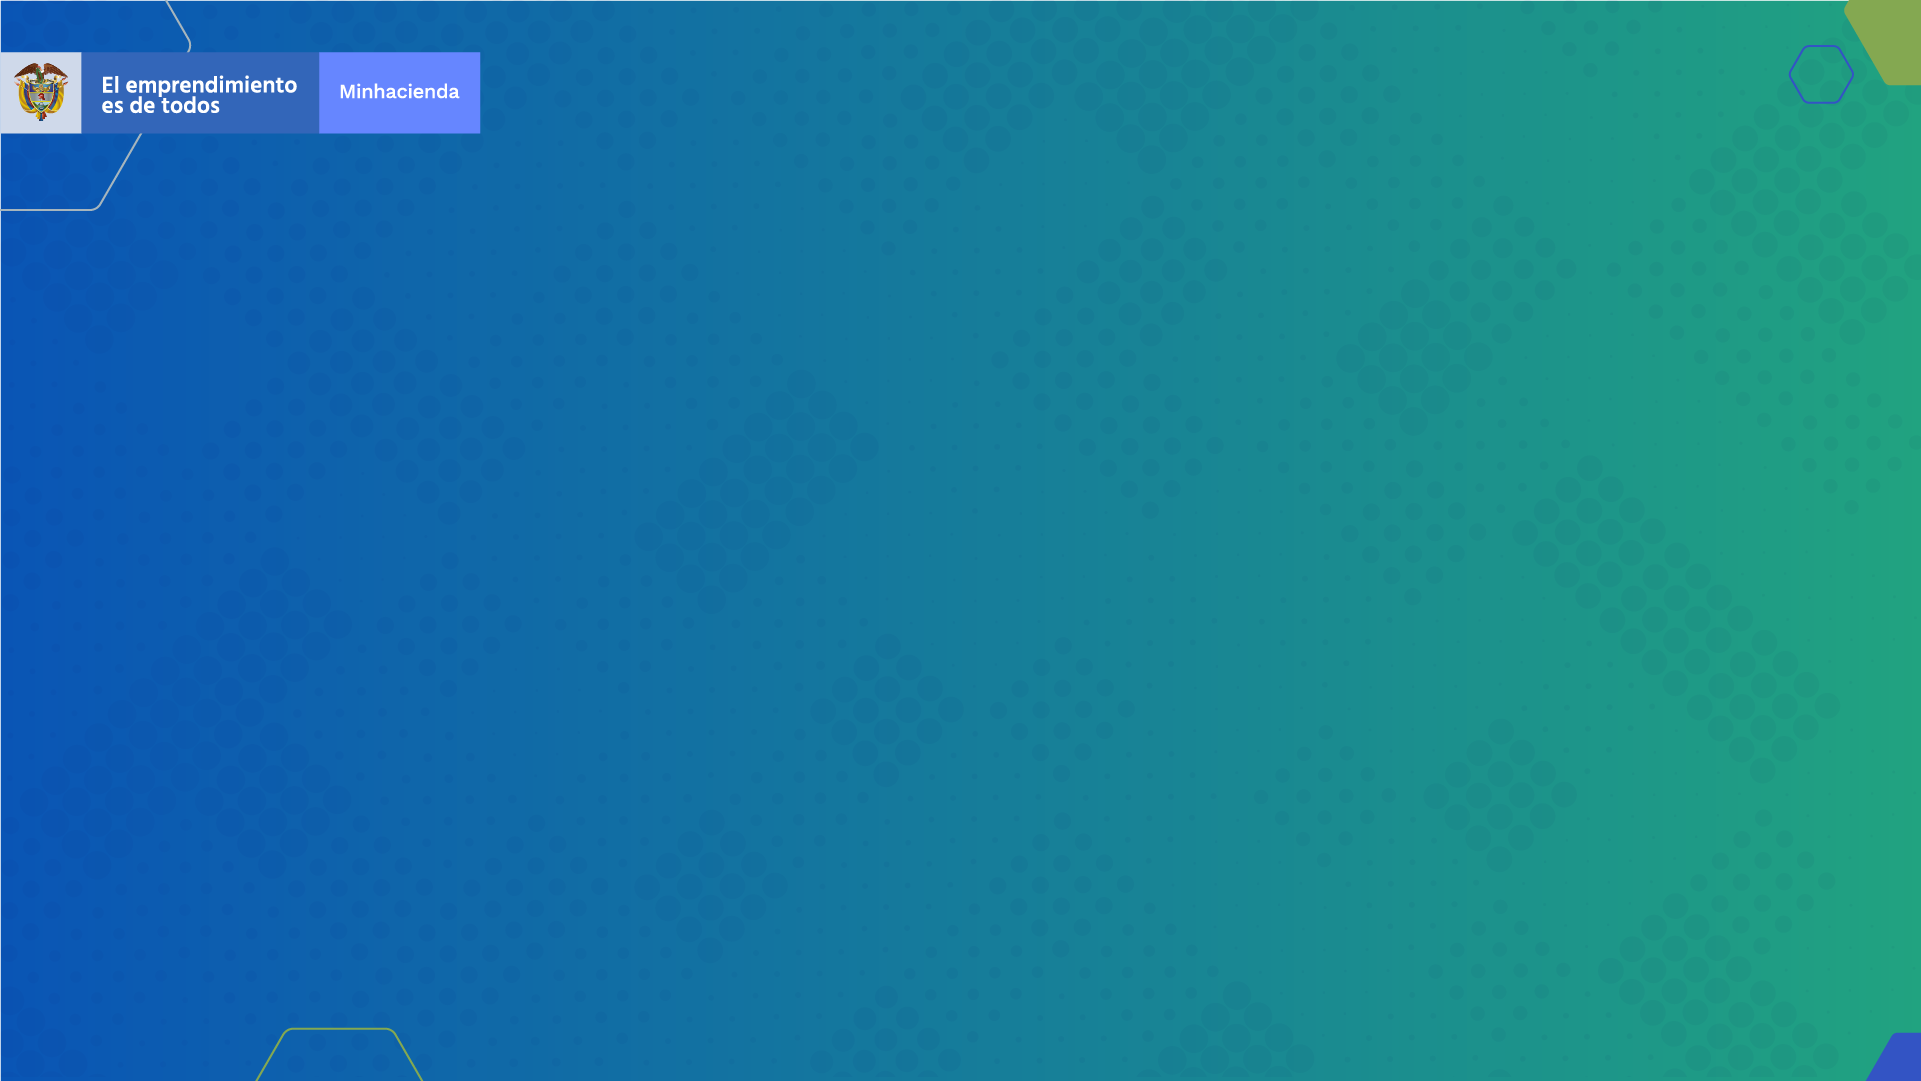 El emprendimiento
es de todos
Minhacienda